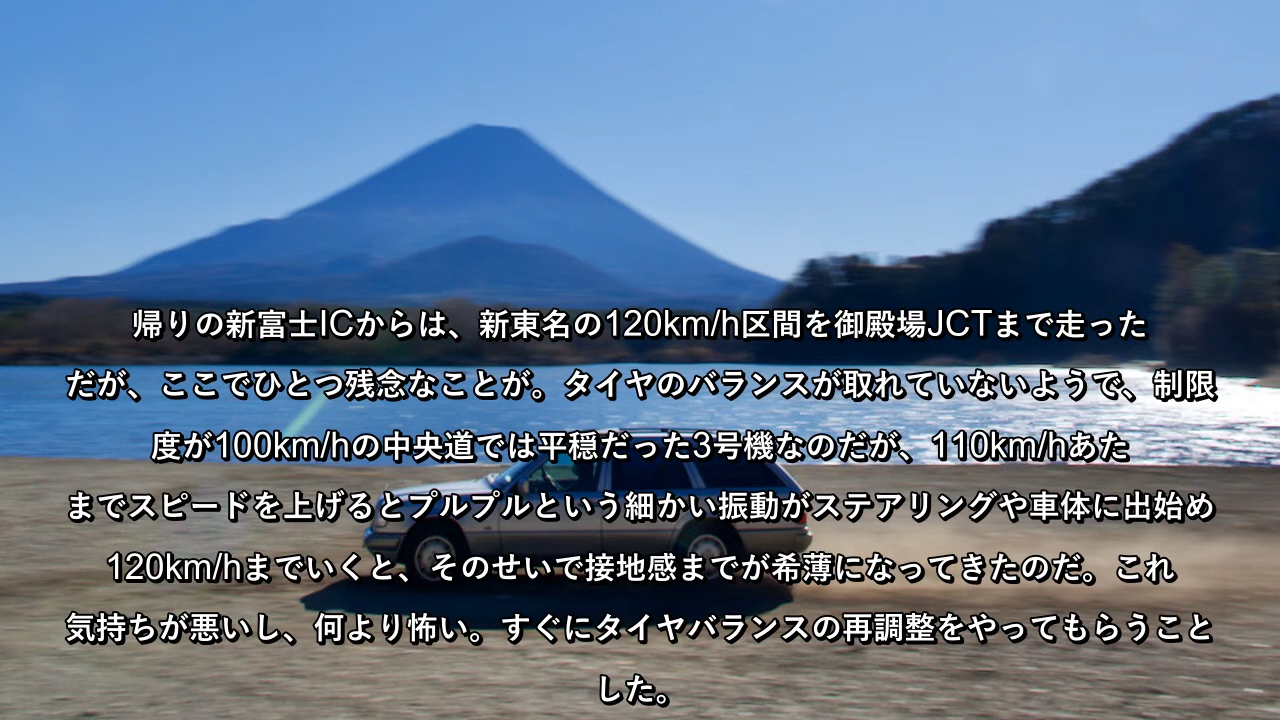 帰りの新富士ICからは、新東名の120km/h区間を御殿場JCTまで走った
だが、ここでひとつ残念なことが。タイヤのバランスが取れていないようで、制限
度が100km/hの中央道では平穏だった3号機なのだが、110km/hあた
までスピードを上げるとプルプルという細かい振動がステアリングや車体に出始め
120km/hまでいくと、そのせいで接地感までが希薄になってきたのだ。これ
気持ちが悪いし、何より怖い。すぐにタイヤバランスの再調整をやってもらうこと
した。